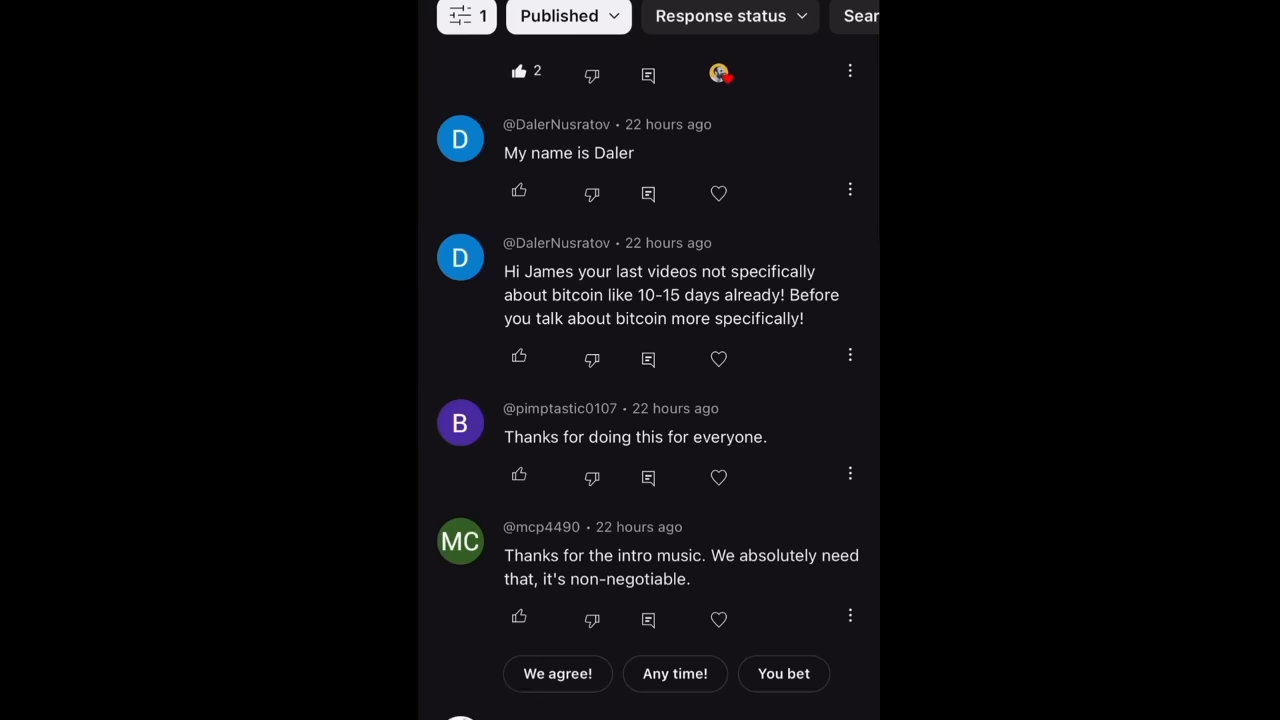 1 Published Response status Sear
2
@DalerNusratov • 22 hours ago
D
My name is Daler
@DalerNusratov • 22 hours ago
D
Hi James your last videos not specifically
about bitcoin like 10-15 days already! Before
you talk about bitcoin more specifically!
@pimptastic0107 • 22 hours ago
B
Thanks for doing this for everyone.
@mcp4490 • 22 hours ago
MC
Thanks for the intro music. We absolutely need
that, it's non-negotiable.
We agree! Any time! You bet